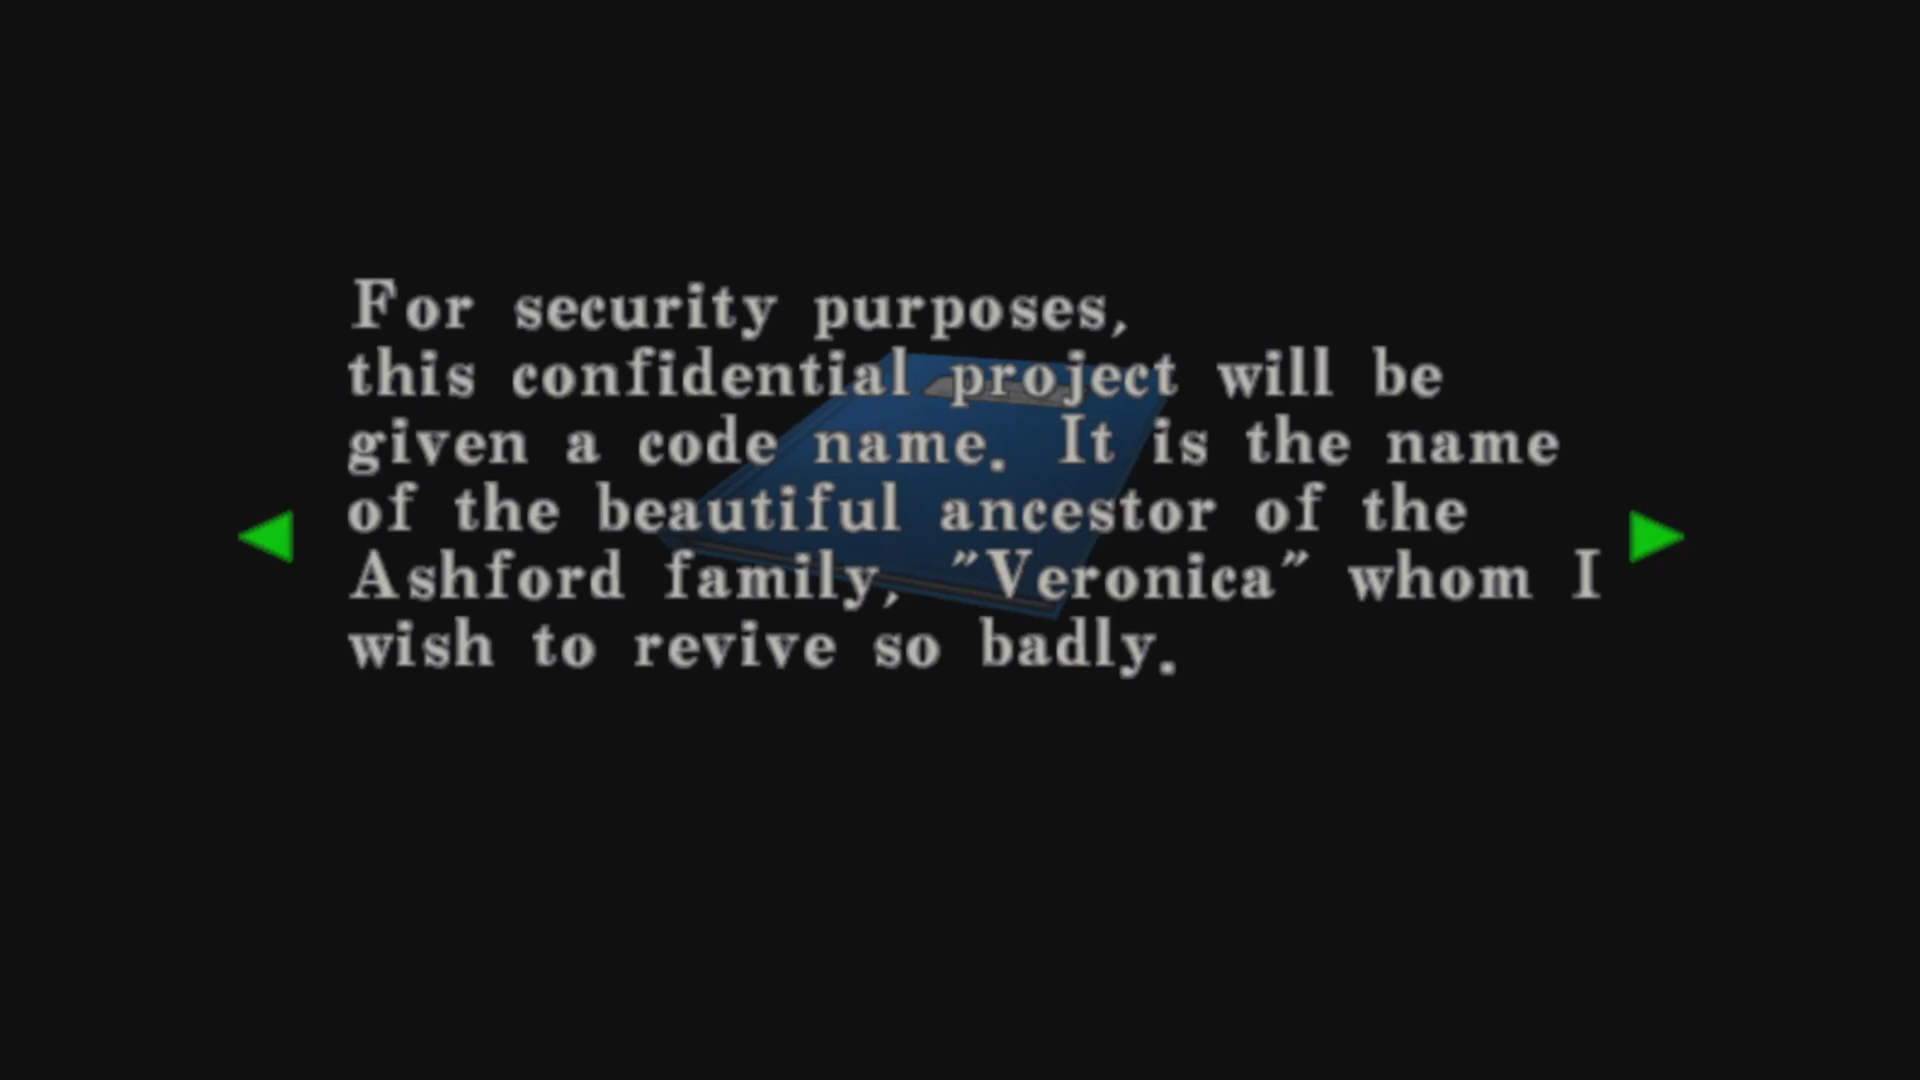 For security purposes,
this confidential project will be
given a code name. It is the name
of the beautiful ancestor of the
Ashford family, "Veronica" whom I
wish to revive so badly.